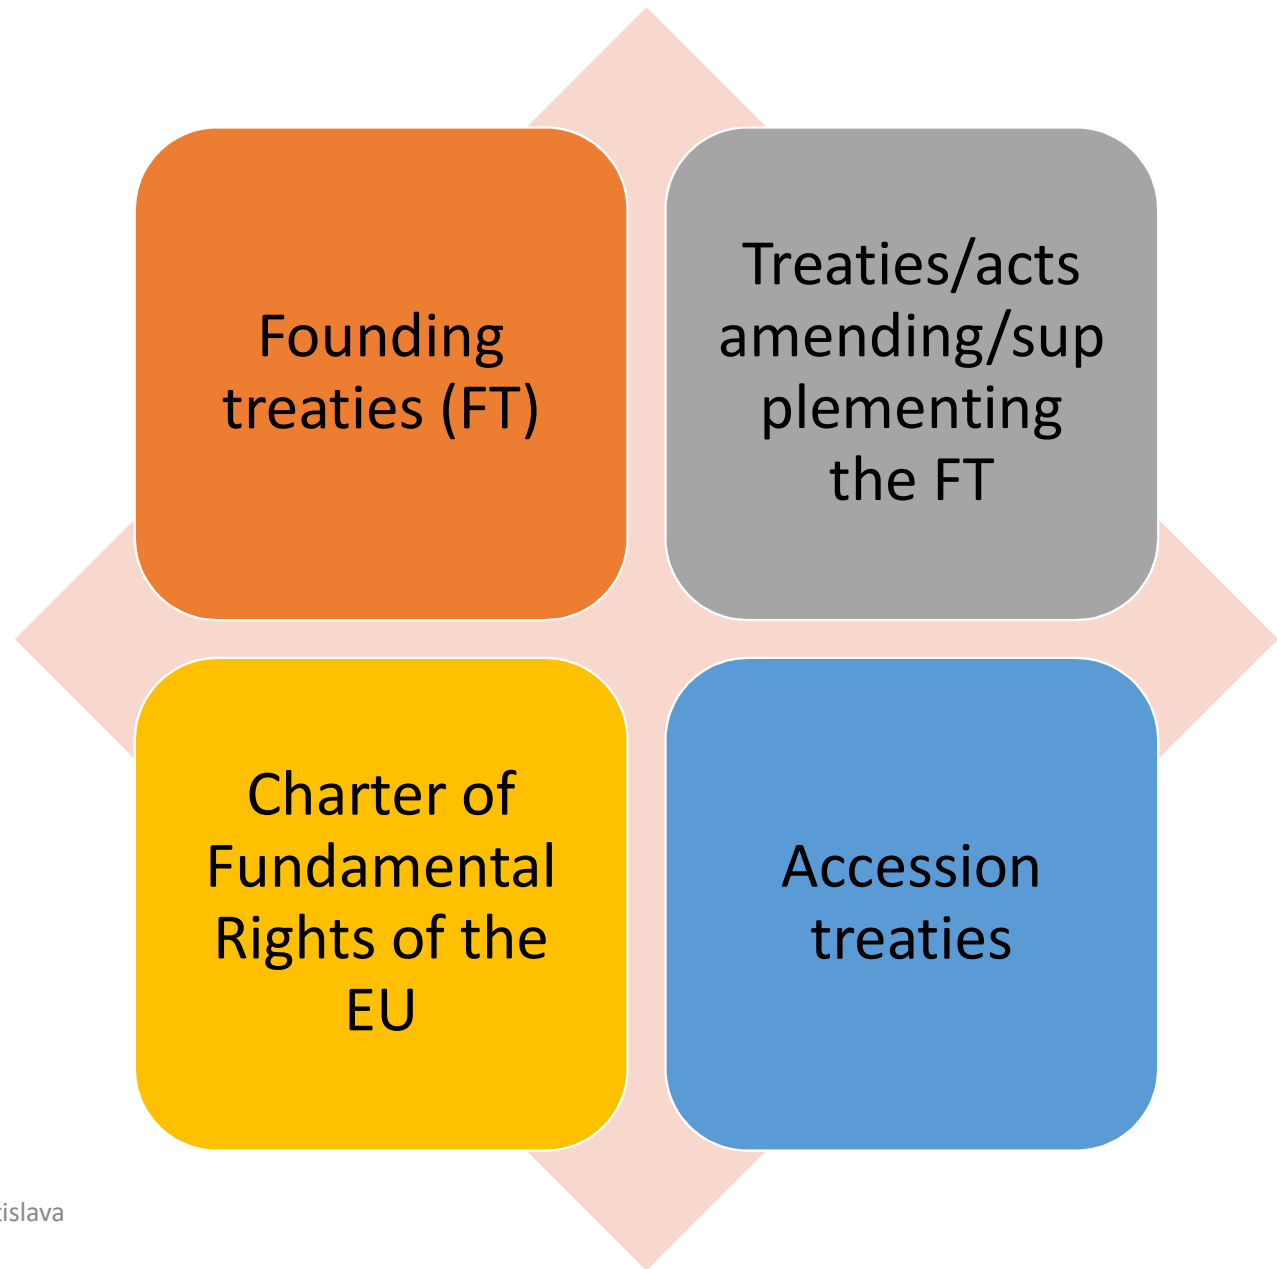 Founding
treaties (FT)
Treaties/acts
amending/sup
plementing
the FT
Charter of
Fundamental
Rights of the
EU
Accession
treaties
tislava